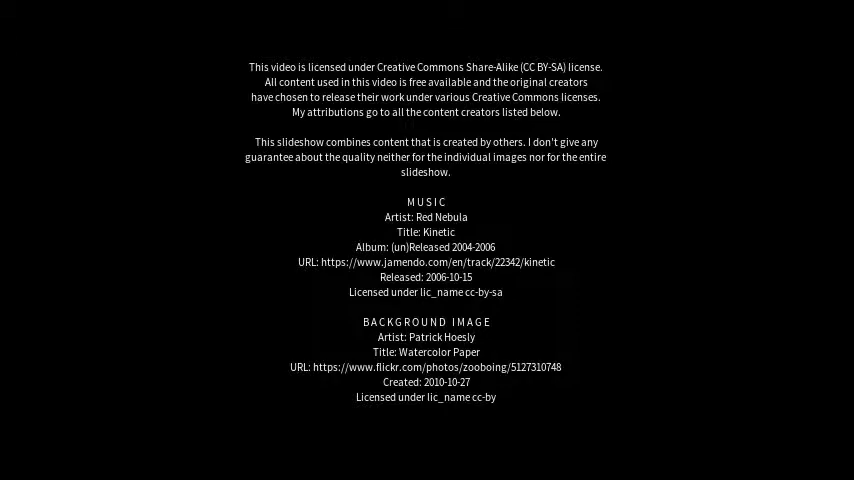 This video is licensed under Creative Commons Share-Alike (CC BY-SA) license.
All content used in this video is free available and the original creators
have chosen to release their work under various Creative Commons licenses.
My attributions go to all the content creators listed below.
This slideshow combines content that is created by others. I don't give any
guarantee about the quality neither for the individual images nor for the entire
slideshow.
M U S I C
Artist: Red Nebula
Title: Kinetic
Album: (un)Released 2004-2006
URL: https://www.jamendo.com/en/track/22342/kinetic
Released: 2006-10-15
Licensed under lic_name cc-by-sa
B A C K G R O U N D   I M A G E
Artist: Patrick Hoesly
Title: Watercolor Paper
URL: https://www.flickr.com/photos/zooboing/5127310748
Created: 2010-10-27
Licensed under lic_name cc-by